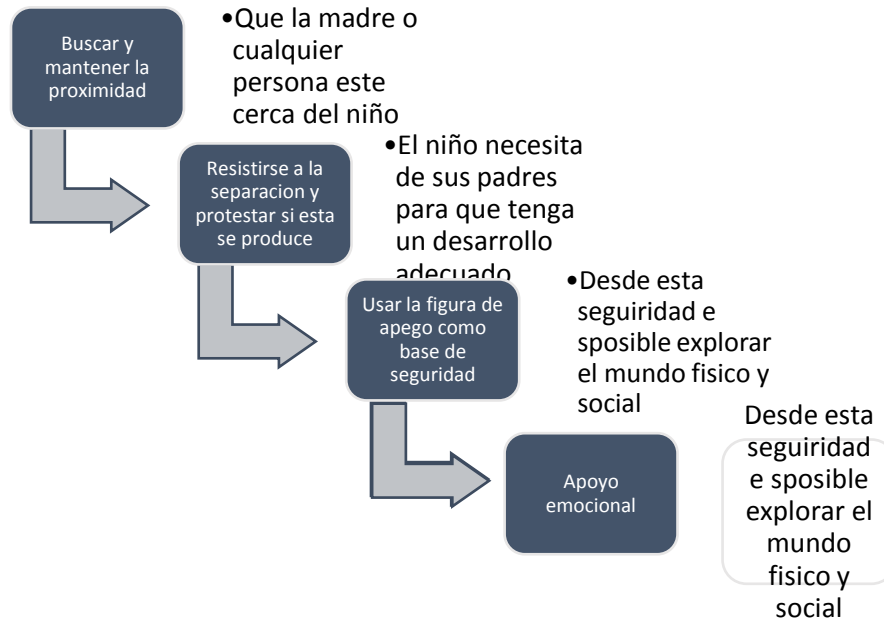 Buscar y
mantener la
proximidad
•Que la madre o
cualquier
persona este
cerca del niño
Resistirse a la
separacion y
protestar si esta
se produce
•El niño necesita
de sus padres
para que tenga
un desarrollo
adecuado
Usar la figura de
apego como
base de
seguridad
•Desde esta
seguiridad e
sposible explorar
el mundo fisico y
social
Apoyo
emocional
Desde esta
seguiridad
e sposible
explorar el
mundo
fisico y
social